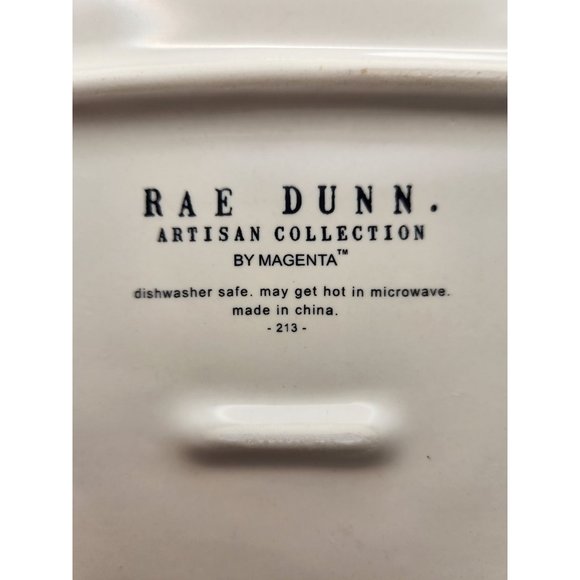 RAE DUNN.
ARTISAN COLLECTION
BY MAGENTA™
dishwasher safe. may get hot in microwave.
made in china.
- 213 -